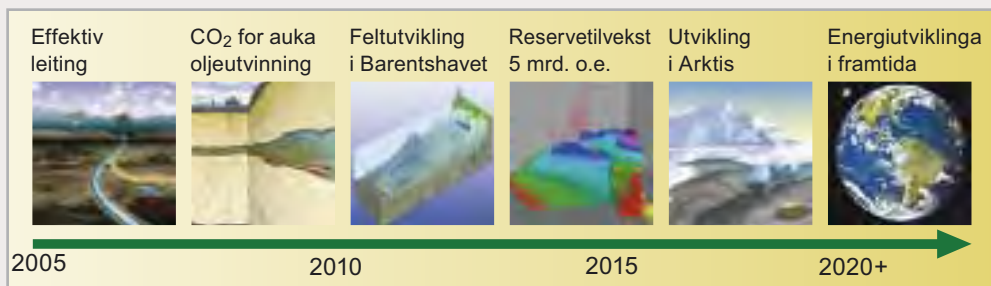 Effektiv
leiting
CO₂ for auka
oljeutvinning
Feltutvikling
i Barentshavet
Reservetilvekst
5 mrd. o.e.
Utvikling
i Arktis
Energiutviklinga
i framtida
2005
2010
2015
2020+